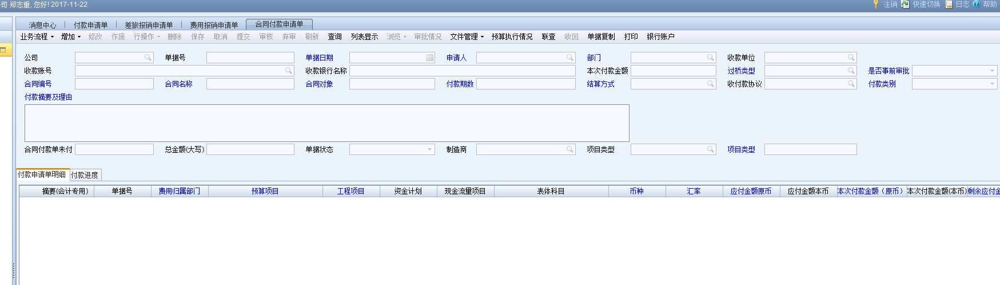 司 郑志重, 您好! 2017-11-22 注销 快速切换 日志 帮助
消息中心 付款申请单 差旅报销申请单 费用报销申请单 合同付款申请单
业务流程 增加 修改 作废 行操作 删除 保存 取消 提交 审核 弃审 刷新 查询 列表显示 浏览 审批情况 文件管理 预算执行情况 联查 收回 单据复制 打印 银行账户
公司 单据号 单据日期 申请人 部门 收款单位
收款账号 收款银行名称 本次付款金额 过桥类型 是否事前审批
合同编号 合同名称 合同对象 付款期数 结算方式 收付款协议 付款类别
付款摘要及理由
合同付款单未付 总金额(大写) 单据状态 制造商 项目类型 项目类型
付款申请单明细 付款进度
摘要(会计专用) 单据号 费用归属部门 预算项目 工程项目 资金计划 现金流量项目 表体科目 币种 汇率 应付金额原币 应付金额本币 本次付款金额（原币） 本次付款金额(本币) 剩余应付金